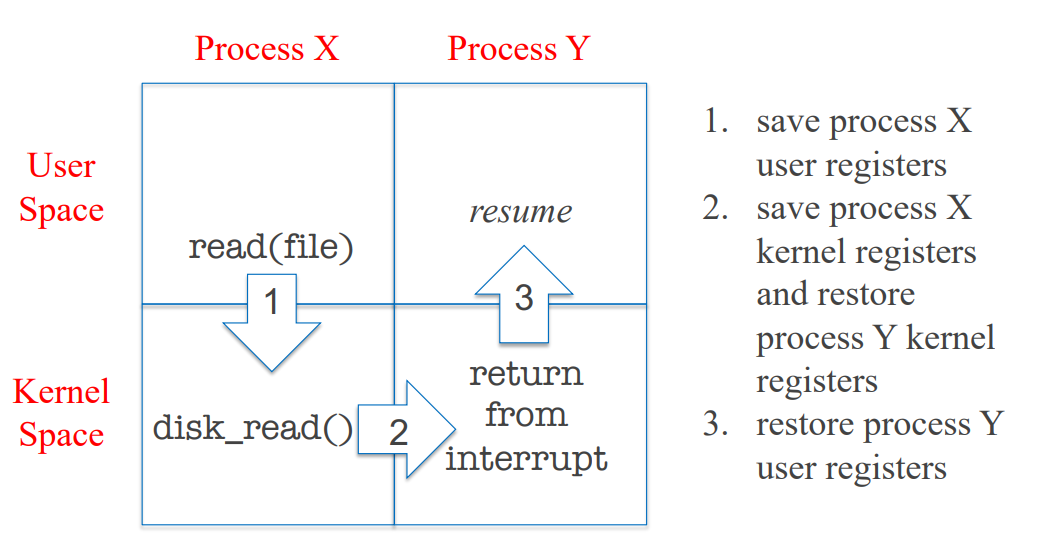 Process X
Process Y
User
Space
resume
read(file)
1
3
Kernel
Space
disk_read()
2
return
from
interrupt
1. save process X
user registers
2. save process X
kernel registers
and restore
process Y kernel
registers
3. restore process Y
user registers